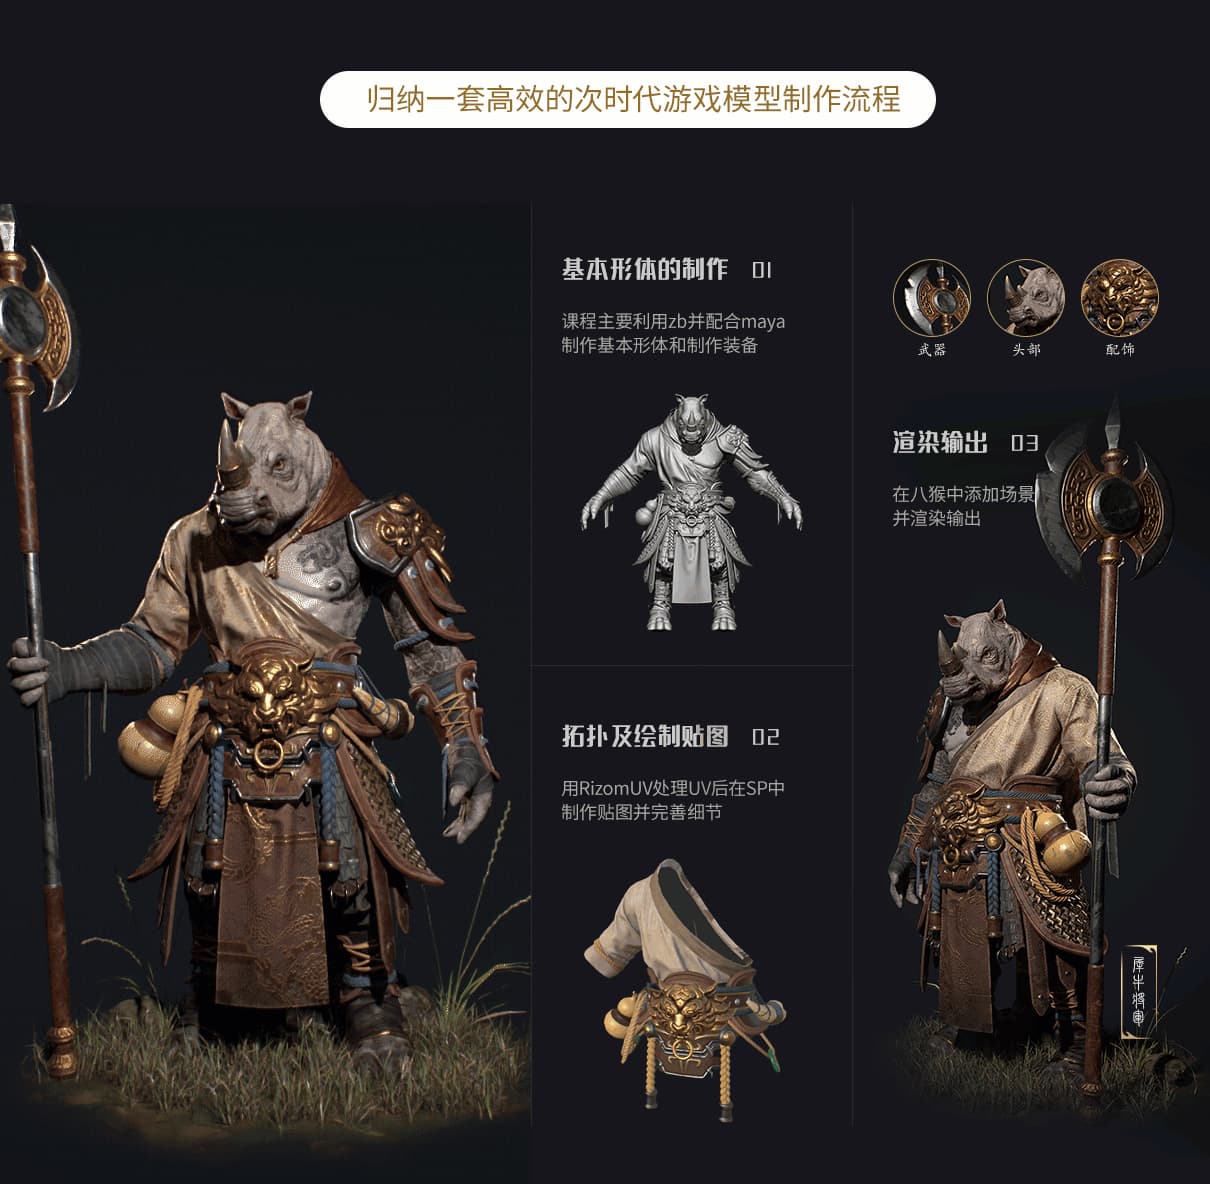 归纳一套高效的次时代游戏模型制作流程
基本形体的制作 01
课程主要利用zb并配合maya
制作基本形体和制作装备
拓扑及绘制贴图 02
用RizomUV处理UV后在SP中
制作贴图并完善细节
武器
头部
配饰
渲染输出 03
在八猴中添加场景
并渲染输出
犀牛将军